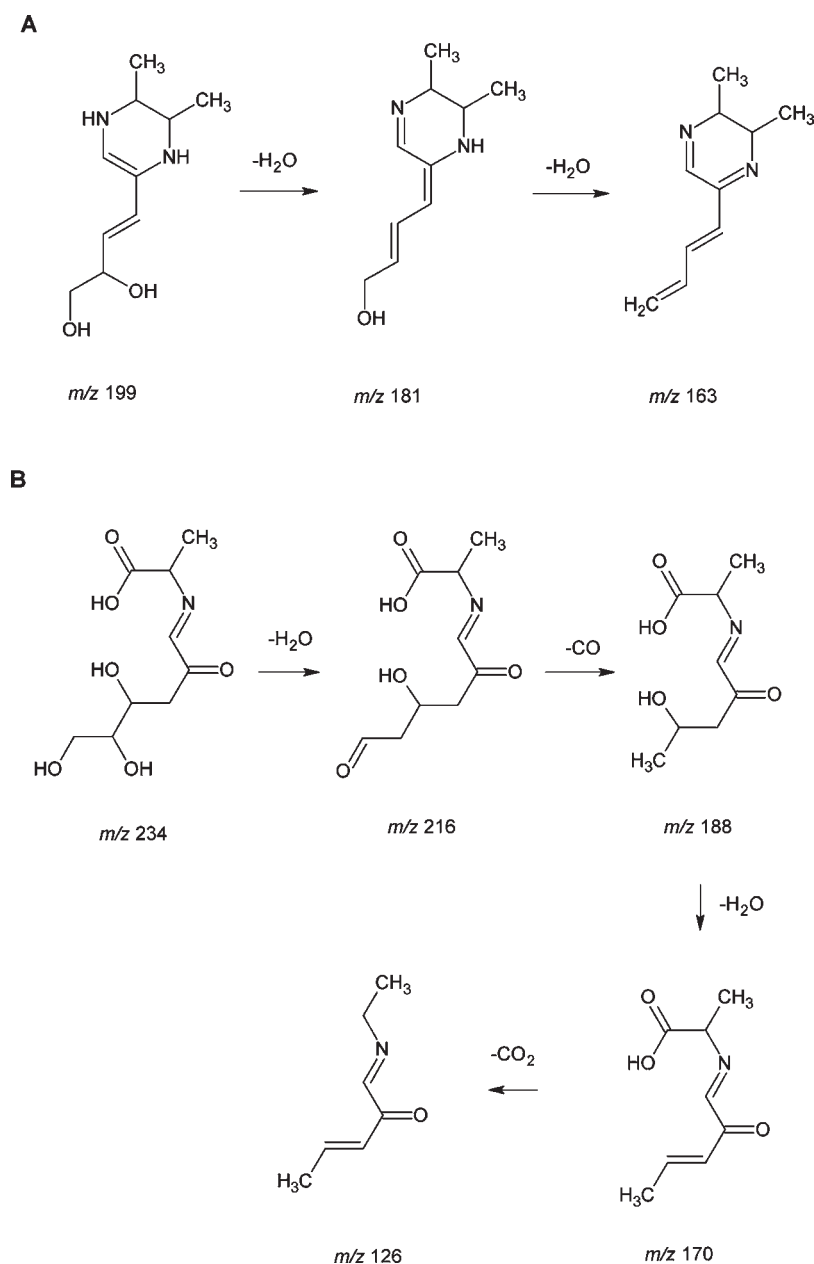 A
CH₃ CH₃ CH₃
HN CH₃ N CH₃ N CH₃
NH -H₂O NH -H₂O N
OH H₂C
OH OH
m/z 199 m/z 181 m/z 163
B
O CH₃ O CH₃ O CH₃
HO N HO N HO N
-H₂O -CO
HO O HO O HO O
HO OH O H₃C
m/z 234 m/z 216 m/z 188
-H₂O
CH₃ O CH₃
N -CO₂ HO N
O O
H₃C H₃C
m/z 126 m/z 170